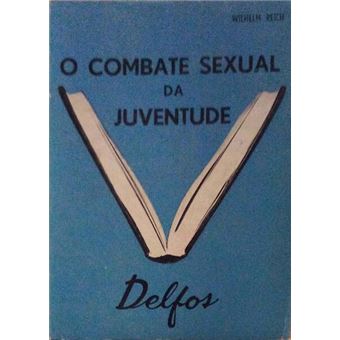 WILHELM REICH
O COMBATE SEXUAL
DA
JUVENTUDE
Delfos